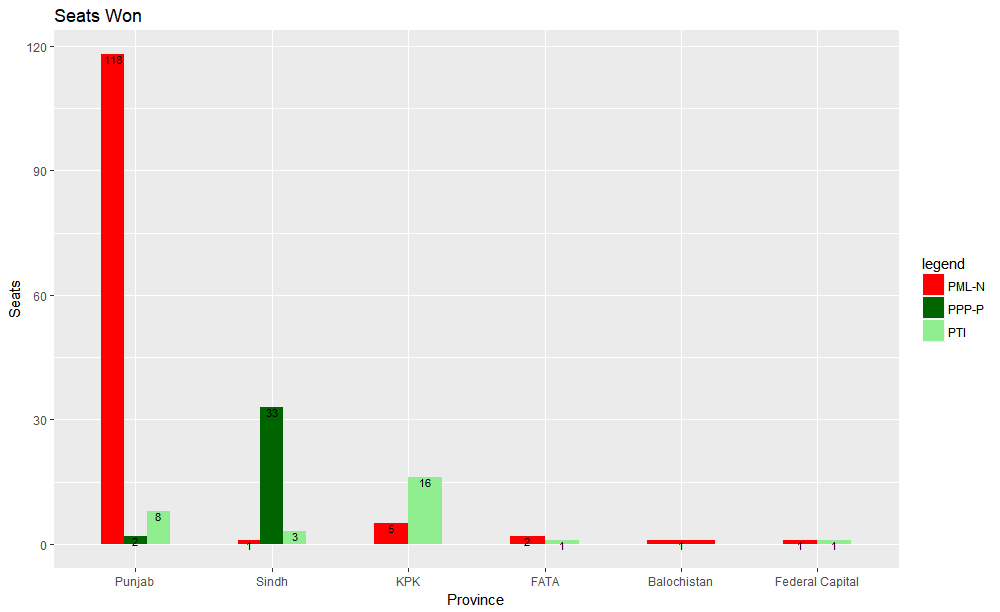 Seats Won
120
90
60
30
0
Seats
118
2
8
1
33
3
5
16
2
1
1
1
1
Punjab
Sindh
KPK
FATA
Balochistan
Federal Capital
Province
legend
PML-N
PPP-P
PTI